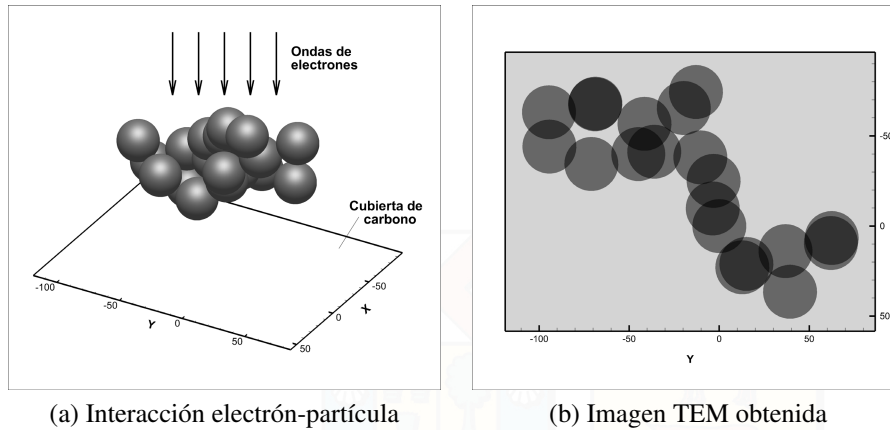 Ondas de
electrones
Cubierta de
carbono
-100
-50
0
50
Y
-50
0
50
X
-50
0
50
-100
-50
0
50
Y
(a) Interacción electrón-partícula
(b) Imagen TEM obtenida